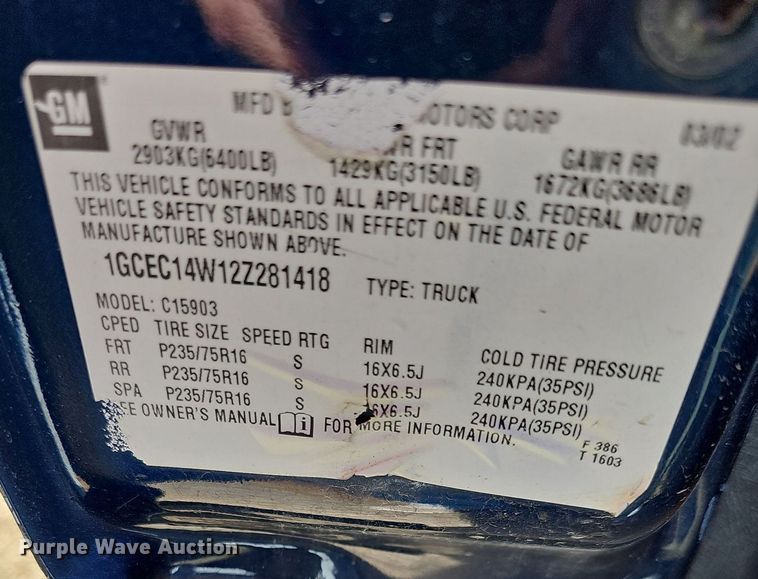 GM
MFD B OTORS CORP 03/02
GVWR R FRT GAWR RR
2903KG(6400LB) 1429KG(3150LB) 1672KG(3686LB)
THIS VEHICLE CONFORMS TO ALL APPLICABLE U.S. FEDERAL MOTOR
VEHICLE SAFETY STANDARDS IN EFFECT ON THE DATE OF
MANUFACTURE SHOWN ABOVE.
1GCEC14W12Z281418 TYPE: TRUCK
MODEL: C15903
CPED TIRE SIZE SPEED RTG RIM COLD TIRE PRESSURE
FRT P235/75R16 S 16X6.5J 240KPA(35PSI)
RR P235/75R16 S 16X6.5J 240KPA(35PSI)
SPA P235/75R16 S 16X6.5J 240KPA(35PSI)
EE OWNER'S MANUAL FOR MORE INFORMATION.
F 386
T 1603
Purple Wave Auction